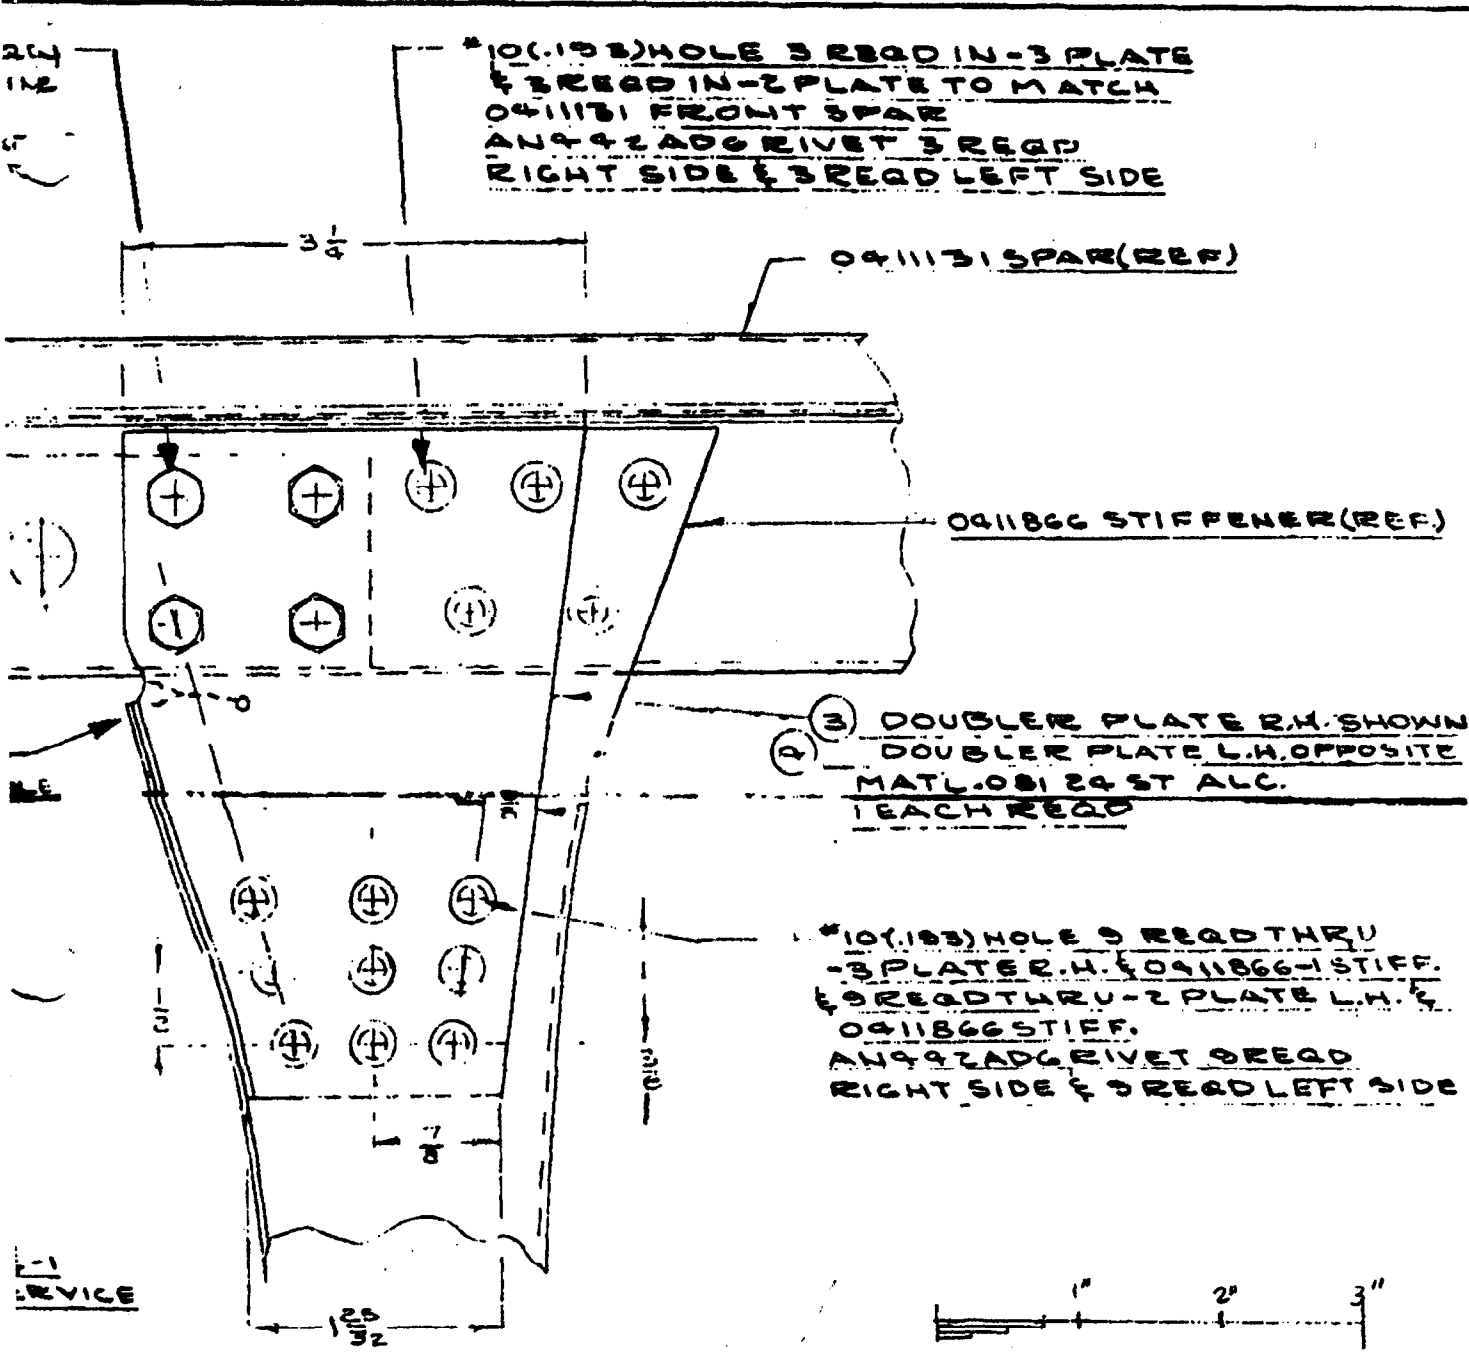 *10(.193)HOLE 3 REQD IN-3 PLATE
& 3 REQD IN-2 PLATE TO MATCH
0411131 FRONT SPAR
AN442AD6 RIVET 3 REQD
RIGHT SIDE & 3 REQD LEFT SIDE
3 1/4
0411131 SPAR(REF)
0411866 STIFFENER(REF.)
3 DOUBLER PLATE R.H. SHOWN
2 DOUBLER PLATE L.H. OPPOSITE
MATL .081 24 ST ALC.
1 EACH REQD
*10(.193)HOLE 9 REQD THRU
-3 PLATE R.H. & 0411866-1 STIFF.
& 9 REQD THRU-2 PLATE L.H. &
0411866 STIFF.
AN442AD6 RIVET 9 REQD
RIGHT SIDE & 9 REQD LEFT SIDE
7/8
-1
ERVICE
1 25/32
1" 2" 3"